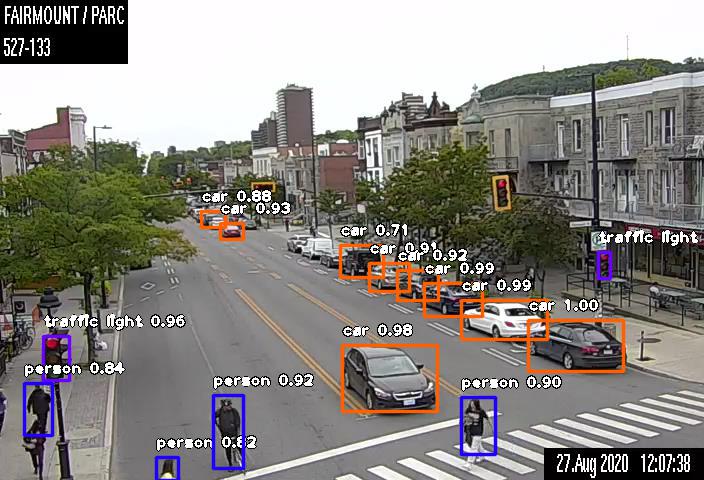 FAIRMOUNT / PARC
527-133
car 0.88
car 0.93
car 0.71
car 0.91
car 0.92
car 0.99
car 0.99
car 1.00
traffic light
traffic light 0.96
car 0.98
person 0.84
person 0.92
person 0.90
person 0.82
27.Aug 2020 12:07:38